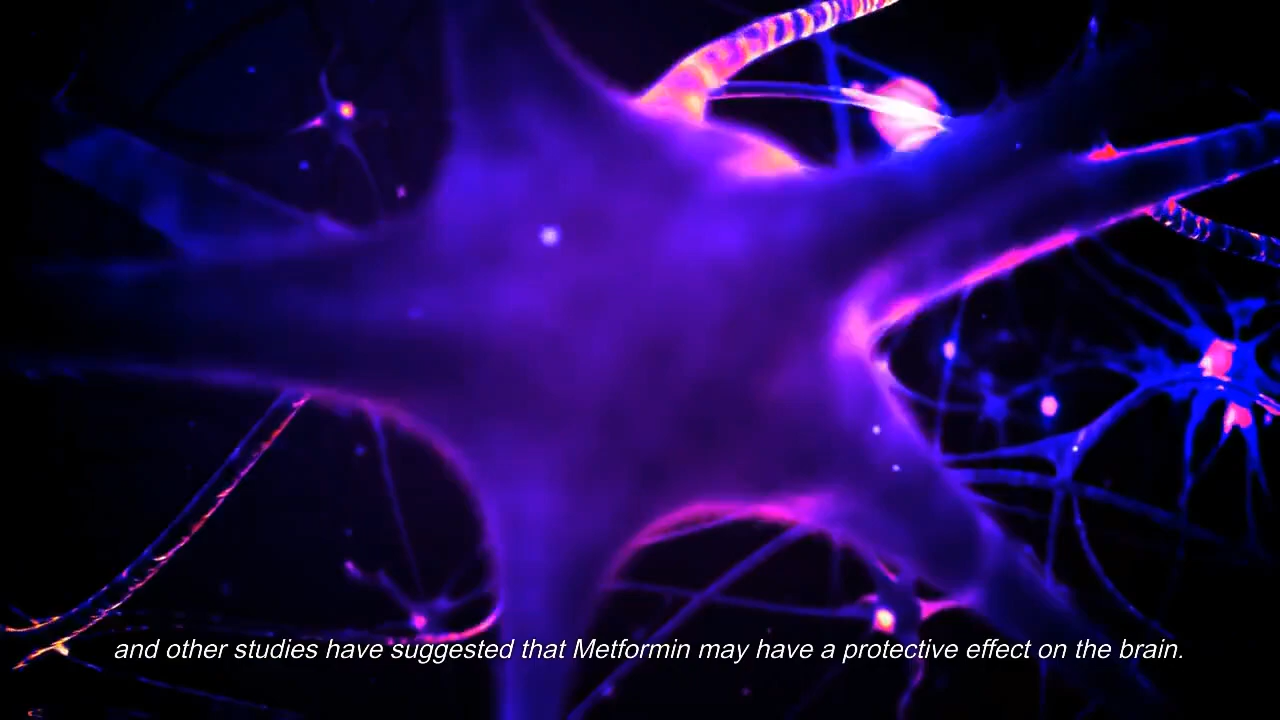 and other studies have suggested that Metformin may have a protective effect on the brain.